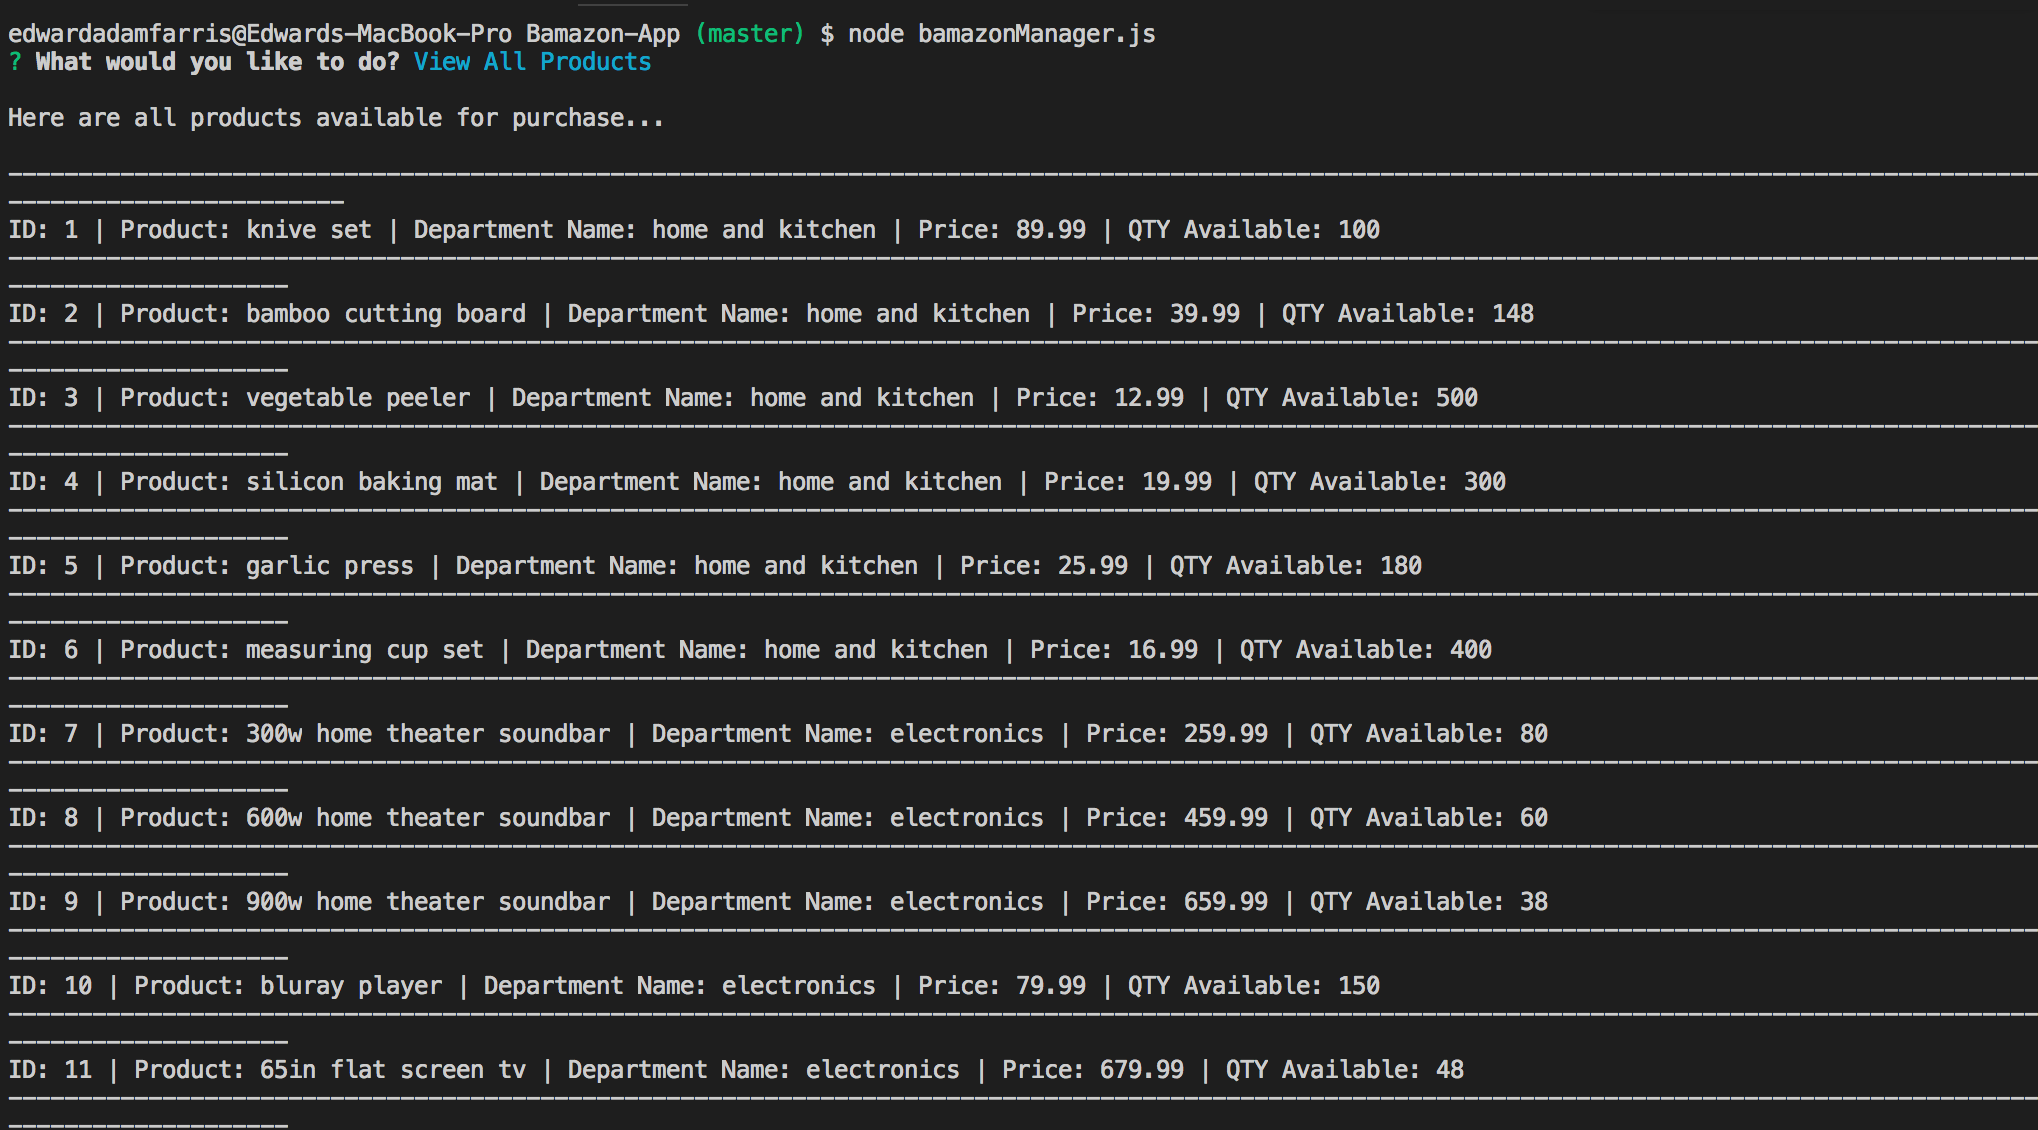 edwardadamfarris@Edwards-MacBook-Pro Bamazon-App (master) $ node bamazonManager.js
? What would you like to do? View All Products
Here are all products available for purchase...
ID: 1 | Product: knive set | Department Name: home and kitchen | Price: 89.99 | QTY Available: 100
ID: 2 | Product: bamboo cutting board | Department Name: home and kitchen | Price: 39.99 | QTY Available: 148
ID: 3 | Product: vegetable peeler | Department Name: home and kitchen | Price: 12.99 | QTY Available: 500
ID: 4 | Product: silicon baking mat | Department Name: home and kitchen | Price: 19.99 | QTY Available: 300
ID: 5 | Product: garlic press | Department Name: home and kitchen | Price: 25.99 | QTY Available: 180
ID: 6 | Product: measuring cup set | Department Name: home and kitchen | Price: 16.99 | QTY Available: 400
ID: 7 | Product: 300w home theater soundbar | Department Name: electronics | Price: 259.99 | QTY Available: 80
ID: 8 | Product: 600w home theater soundbar | Department Name: electronics | Price: 459.99 | QTY Available: 60
ID: 9 | Product: 900w home theater soundbar | Department Name: electronics | Price: 659.99 | QTY Available: 38
ID: 10 | Product: bluray player | Department Name: electronics | Price: 79.99 | QTY Available: 150
ID: 11 | Product: 65in flat screen tv | Department Name: electronics | Price: 679.99 | QTY Available: 48